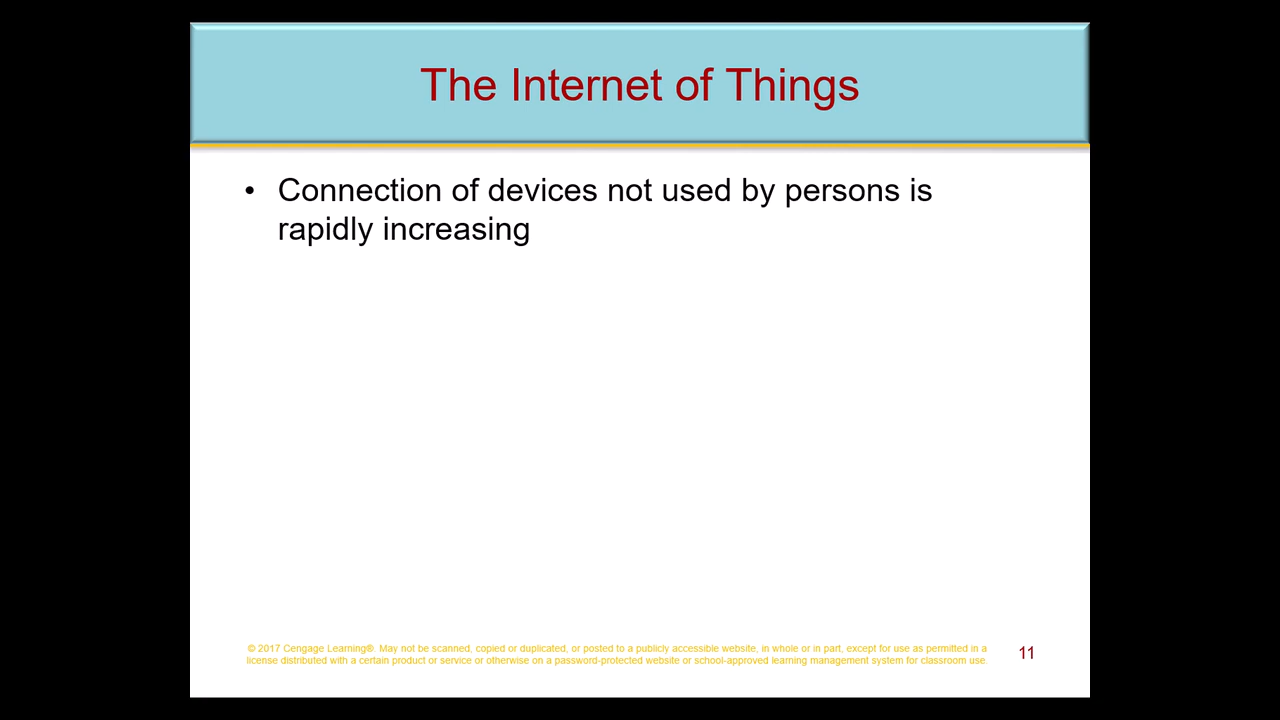 The Internet of Things
• Connection of devices not used by persons is
rapidly increasing
© 2017 Cengage Learning®. May not be scanned, copied or duplicated, or posted to a publicly accessible website, in whole or in part, except for use as permitted in a
license distributed with a certain product or service or otherwise on a password-protected website or school-approved learning management system for classroom use.
11